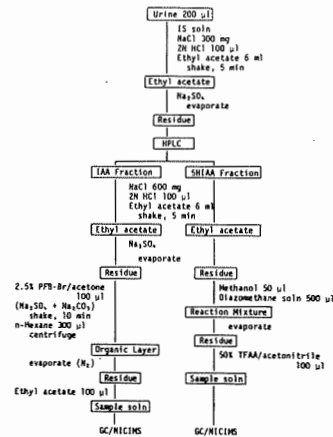 Urine 200 µl
IS soln
NaCl 300 mg
2N HCl 100 µl
Ethyl acetate 6 ml
shake, 5 min
Ethyl acetate
Na₂SO₄
evaporate
Residue
HPLC
IAA Fraction
5HIAA Fraction
NaCl 600 mg
2N HCl 100 µl
Ethyl acetate 6 ml
shake, 5 min
Ethyl acetate
Ethyl acetate
Na₂SO₄
evaporate
Residue
Residue
2.5% PFB-Br/acetone
100 µl
(Na₂SO₄ + Na₂CO₃)
shake, 10 min
n-Hexane 300 µl
centrifuge
Methanol 50 µl
Diazomethane soln 500 µl
Reaction Mixture
evaporate
Organic Layer
Residue
evaporate (N₂)
50% TFAA/acetonitrile
100 µl
Residue
Sample soln
Ethyl acetate 100 µl
Sample soln
GC/NICIMS
GC/NICIMS